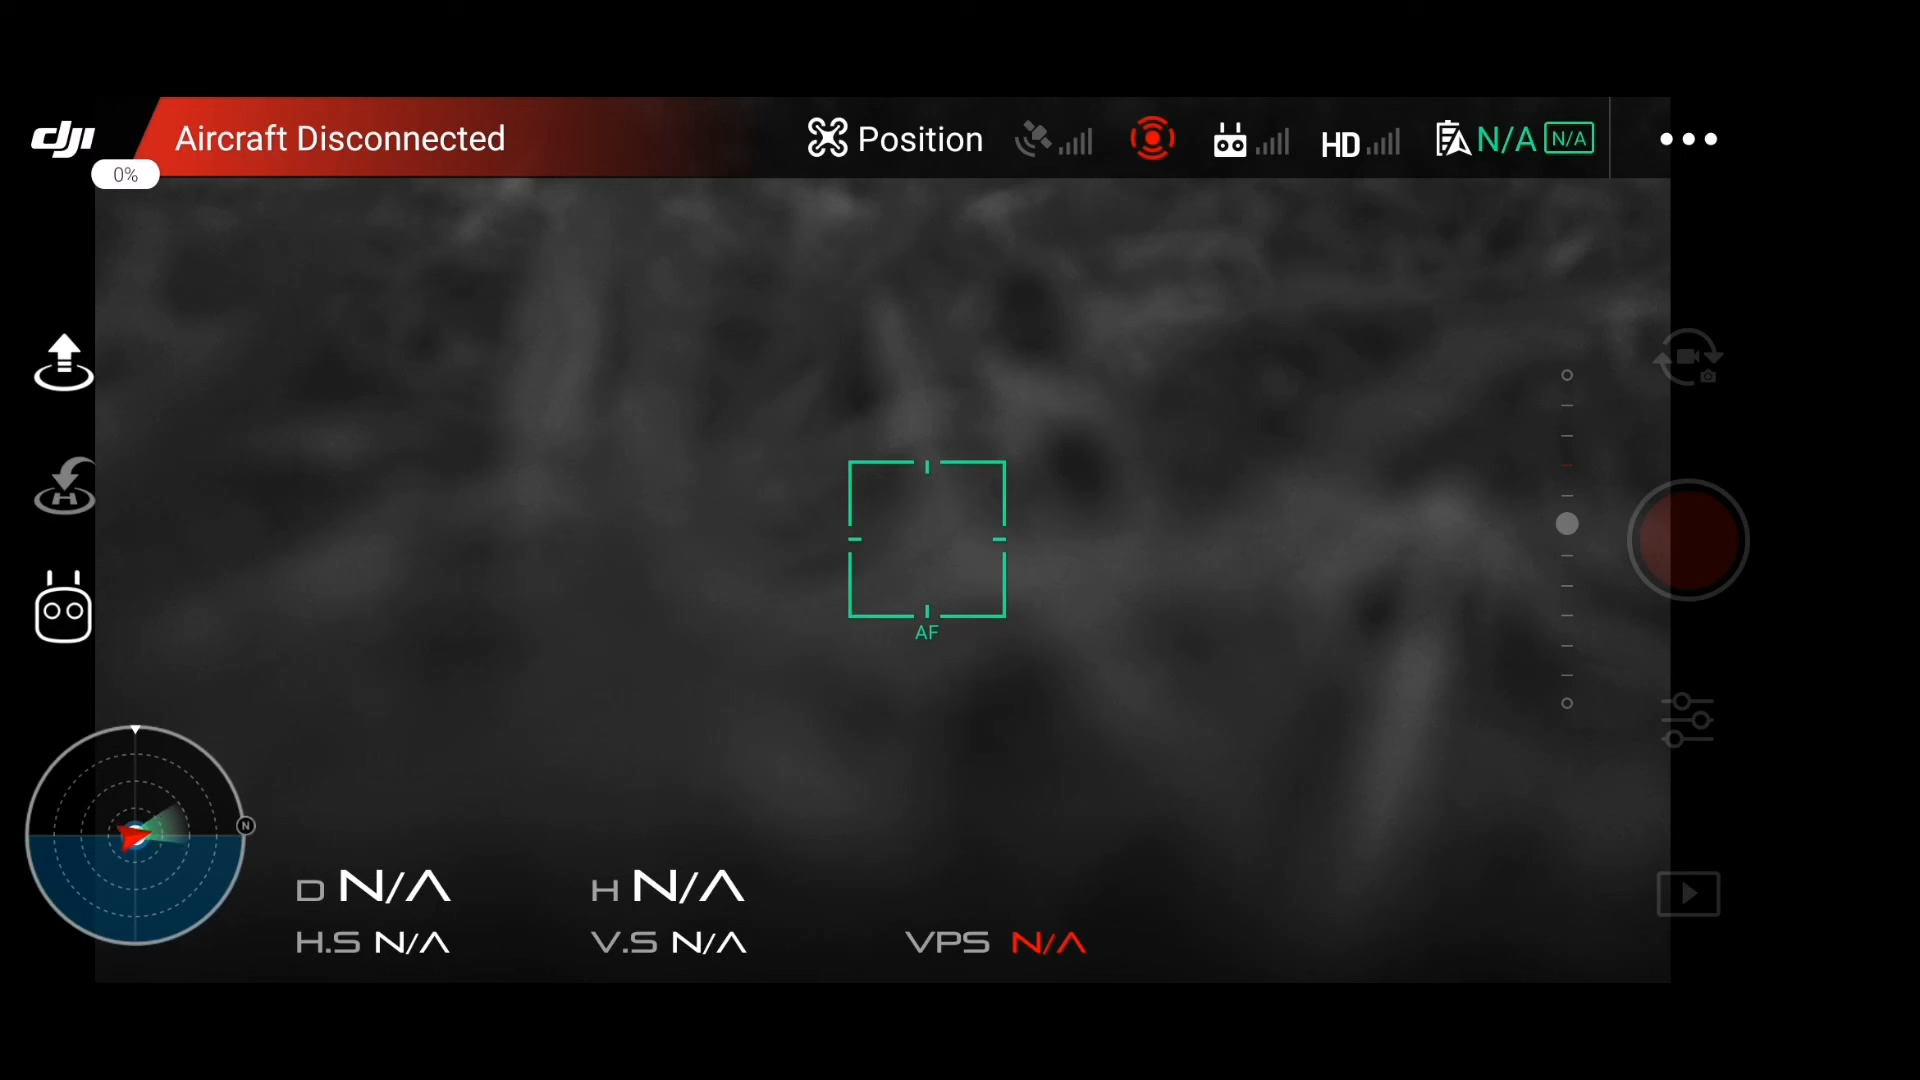 dji
Aircraft Disconnected
Position
HD
N/A
N/A
0%
AF
N
D N/A
H N/A
H.S N/A
V.S N/A
VPS N/A
H